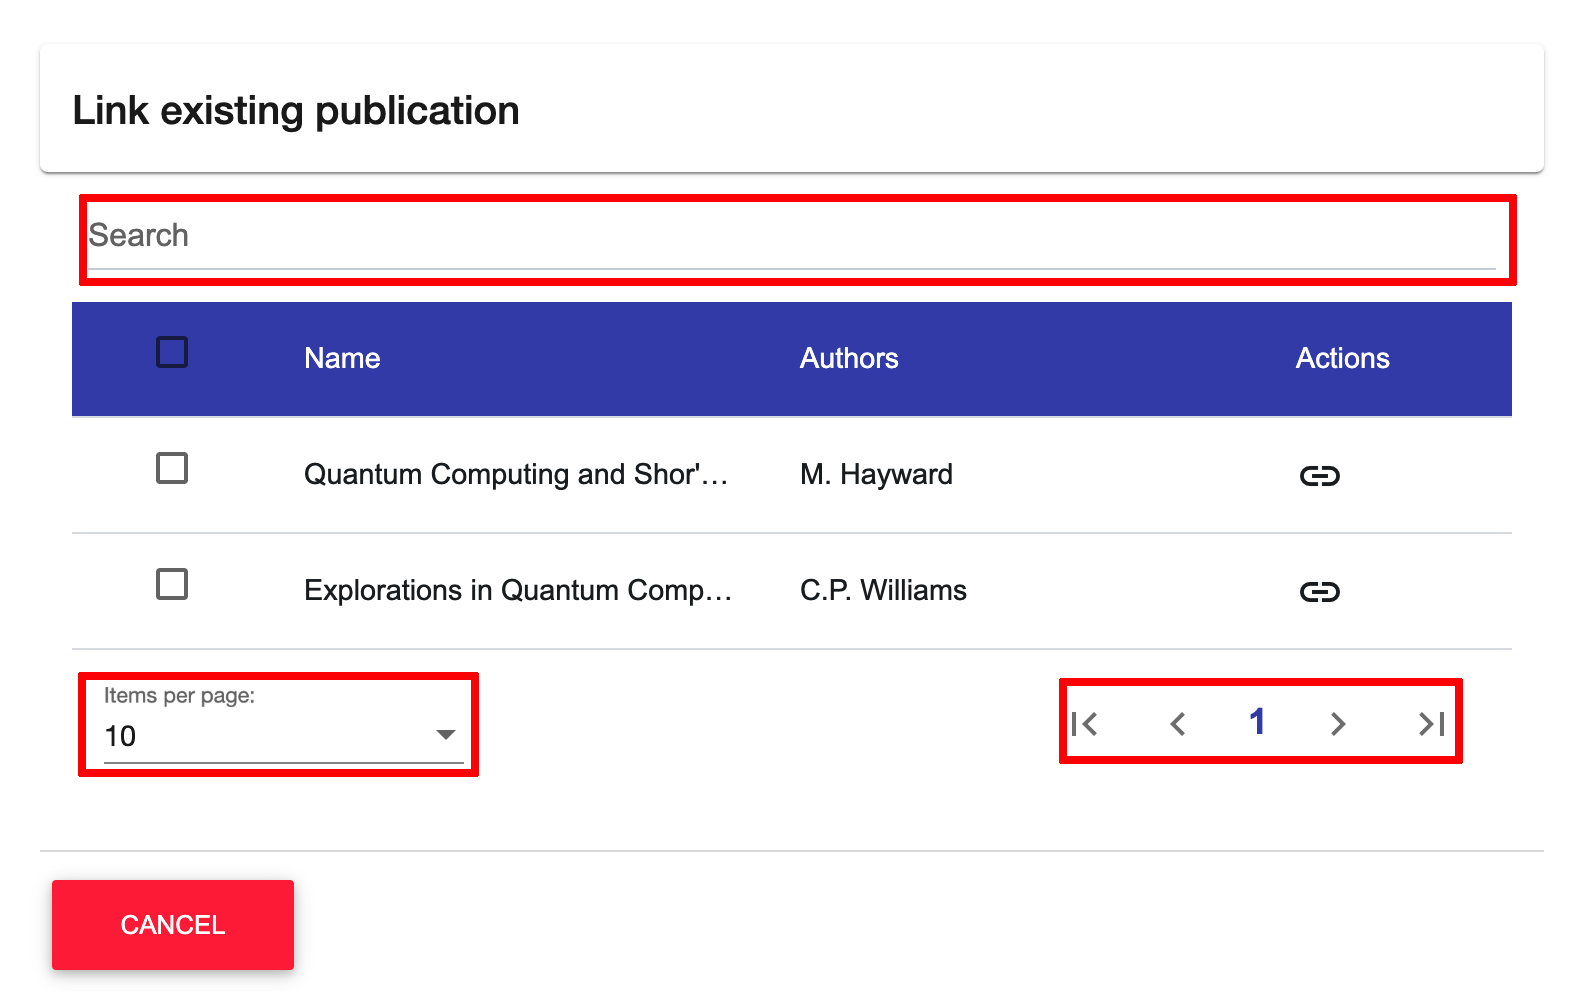 Link existing publication
Search
Name Authors Actions
Quantum Computing and Shor'... M. Hayward
Explorations in Quantum Comp... C.P. Williams
Items per page:
10
1
CANCEL